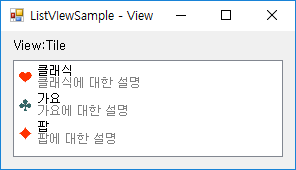 ListVIewSample - View
View:Tile
클래식
클래식에 대한 설명
가요
가요에 대한 설명
팝
팝에 대한 설명